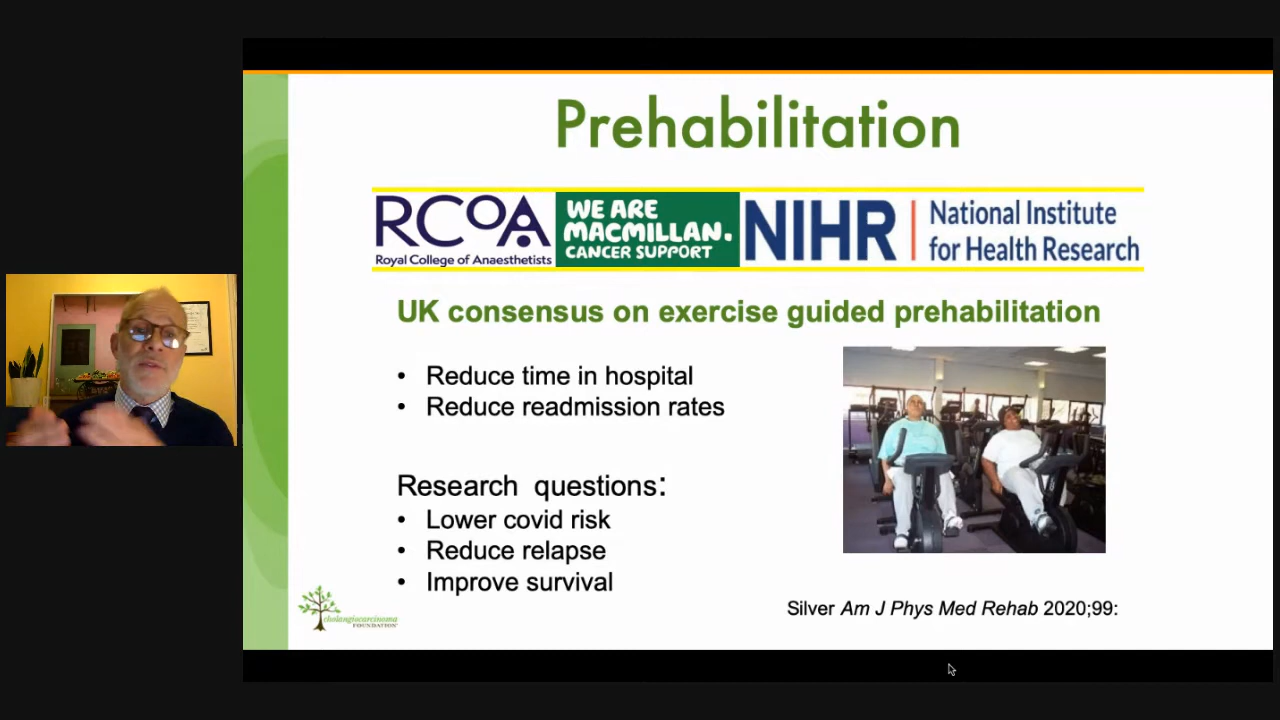 Prehabilitation
RCOA
Royal College of Anaesthetists
WE ARE
MACMILLAN.
CANCER SUPPORT
NIHR
National Institute
for Health Research
UK consensus on exercise guided prehabilitation
• Reduce time in hospital
• Reduce readmission rates
Research questions:
• Lower covid risk
• Reduce relapse
• Improve survival
cholangiocarcinoma
FOUNDATION
Silver Am J Phys Med Rehab 2020;99: